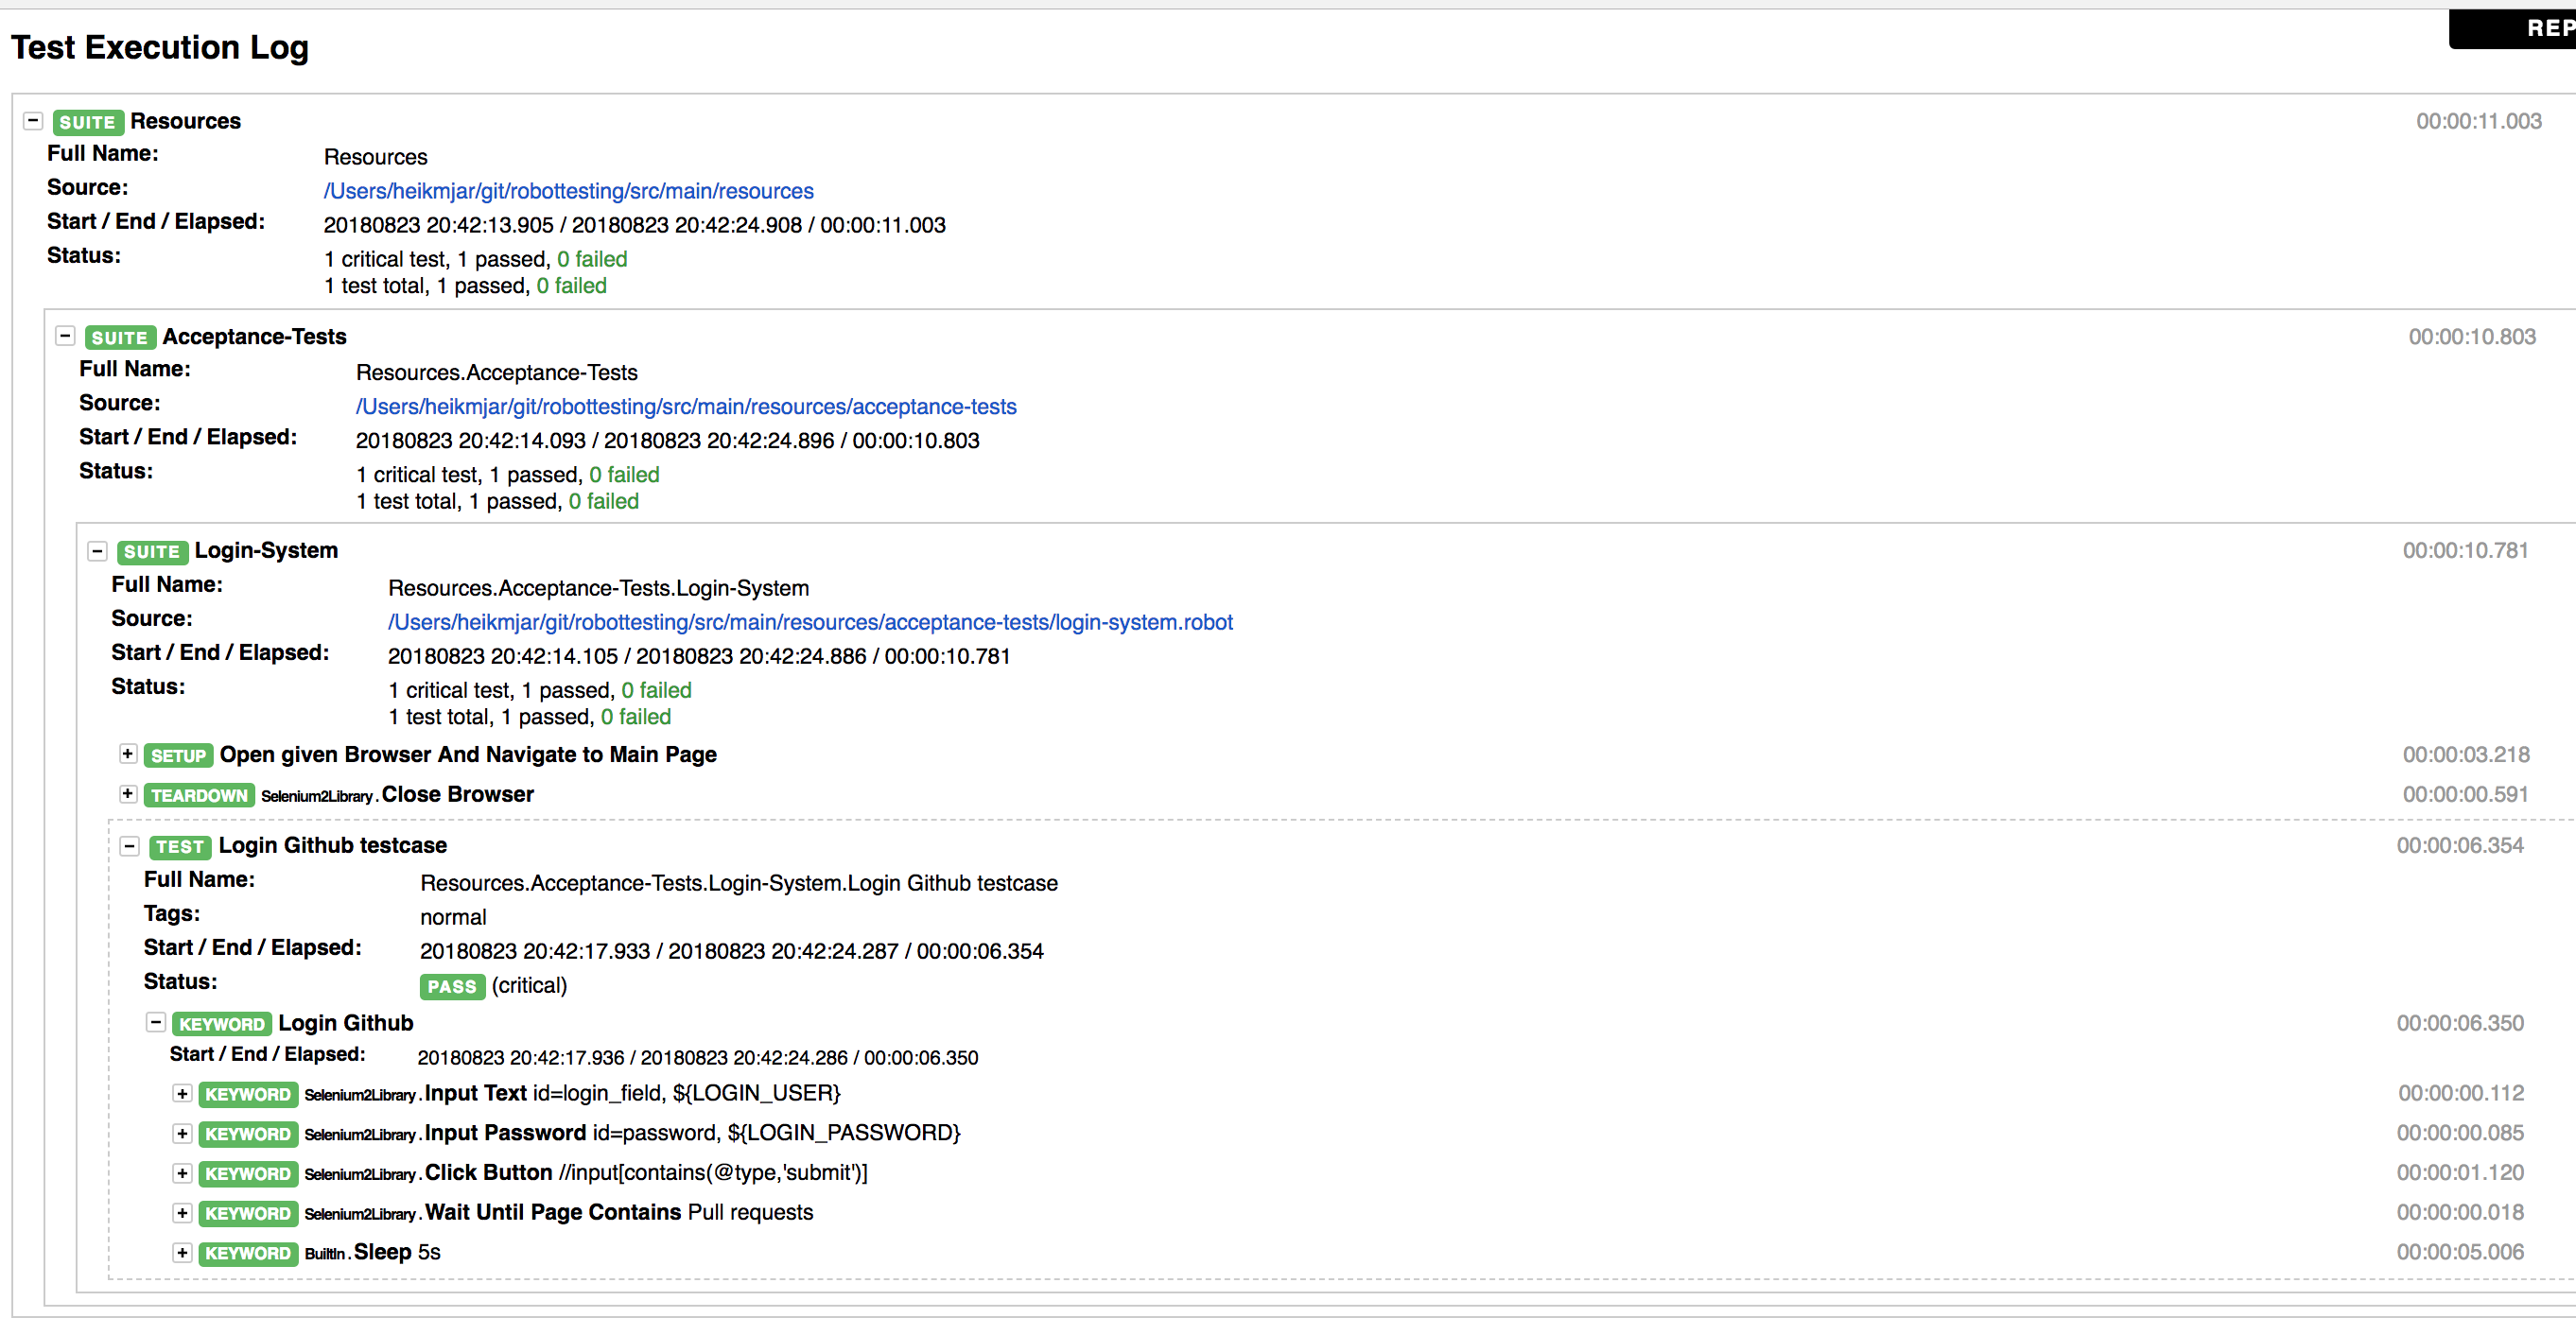 REP
Test Execution Log
SUITE Resources 00:00:11.003
Full Name: Resources
Source: /Users/heikmjar/git/robottesting/src/main/resources
Start / End / Elapsed: 20180823 20:42:13.905 / 20180823 20:42:24.908 / 00:00:11.003
Status: 1 critical test, 1 passed, 0 failed
1 test total, 1 passed, 0 failed
SUITE Acceptance-Tests 00:00:10.803
Full Name: Resources.Acceptance-Tests
Source: /Users/heikmjar/git/robottesting/src/main/resources/acceptance-tests
Start / End / Elapsed: 20180823 20:42:14.093 / 20180823 20:42:24.896 / 00:00:10.803
Status: 1 critical test, 1 passed, 0 failed
1 test total, 1 passed, 0 failed
SUITE Login-System 00:00:10.781
Full Name: Resources.Acceptance-Tests.Login-System
Source: /Users/heikmjar/git/robottesting/src/main/resources/acceptance-tests/login-system.robot
Start / End / Elapsed: 20180823 20:42:14.105 / 20180823 20:42:24.886 / 00:00:10.781
Status: 1 critical test, 1 passed, 0 failed
1 test total, 1 passed, 0 failed
SETUP Open given Browser And Navigate to Main Page 00:00:03.218
TEARDOWN Selenium2Library.Close Browser 00:00:00.591
TEST Login Github testcase 00:00:06.354
Full Name: Resources.Acceptance-Tests.Login-System.Login Github testcase
Tags: normal
Start / End / Elapsed: 20180823 20:42:17.933 / 20180823 20:42:24.287 / 00:00:06.354
Status: PASS (critical)
KEYWORD Login Github 00:00:06.350
Start / End / Elapsed: 20180823 20:42:17.936 / 20180823 20:42:24.286 / 00:00:06.350
KEYWORD Selenium2Library.Input Text id=login_field, ${LOGIN_USER} 00:00:00.112
KEYWORD Selenium2Library.Input Password id=password, ${LOGIN_PASSWORD} 00:00:00.085
KEYWORD Selenium2Library.Click Button //input[contains(@type,'submit')] 00:00:01.120
KEYWORD Selenium2Library.Wait Until Page Contains Pull requests 00:00:00.018
KEYWORD BuiltIn.Sleep 5s 00:00:05.006